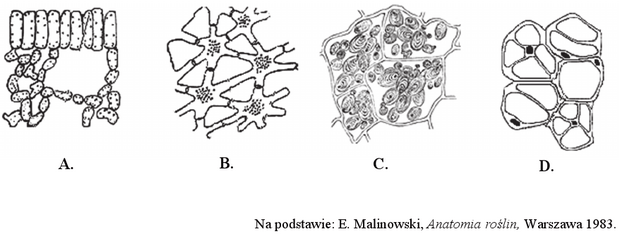 A. B. C. D.
Na podstawie: E. Malinowski, Anatomia roślin, Warszawa 1983.